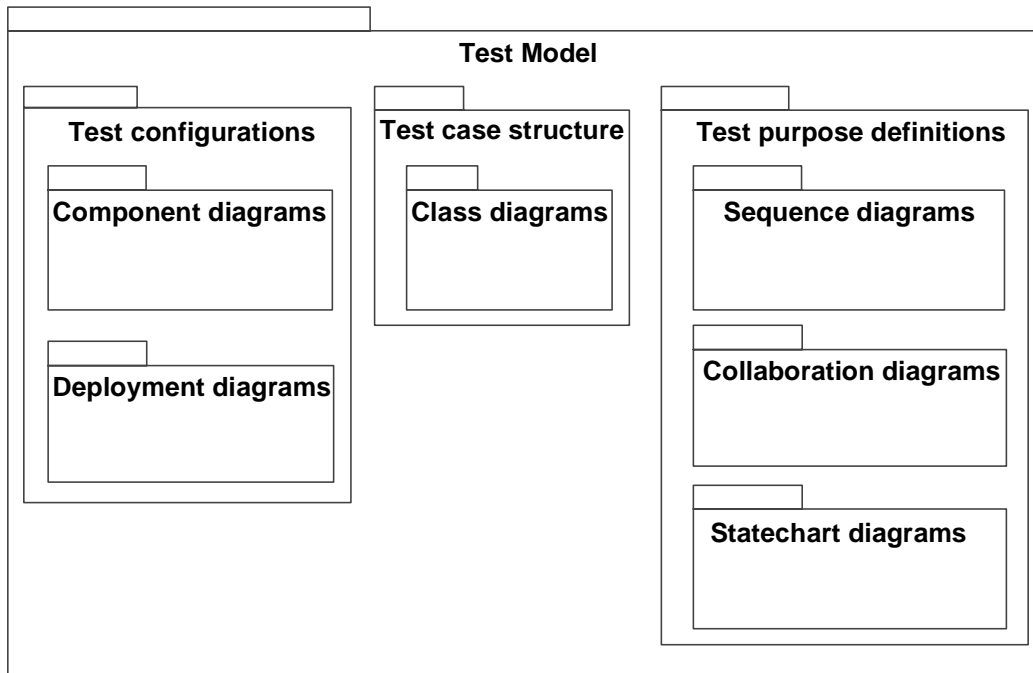 Test Model
Test configurations
Component diagrams
Deployment diagrams
Test case structure
Class diagrams
Test purpose definitions
Sequence diagrams
Collaboration diagrams
Statechart diagrams